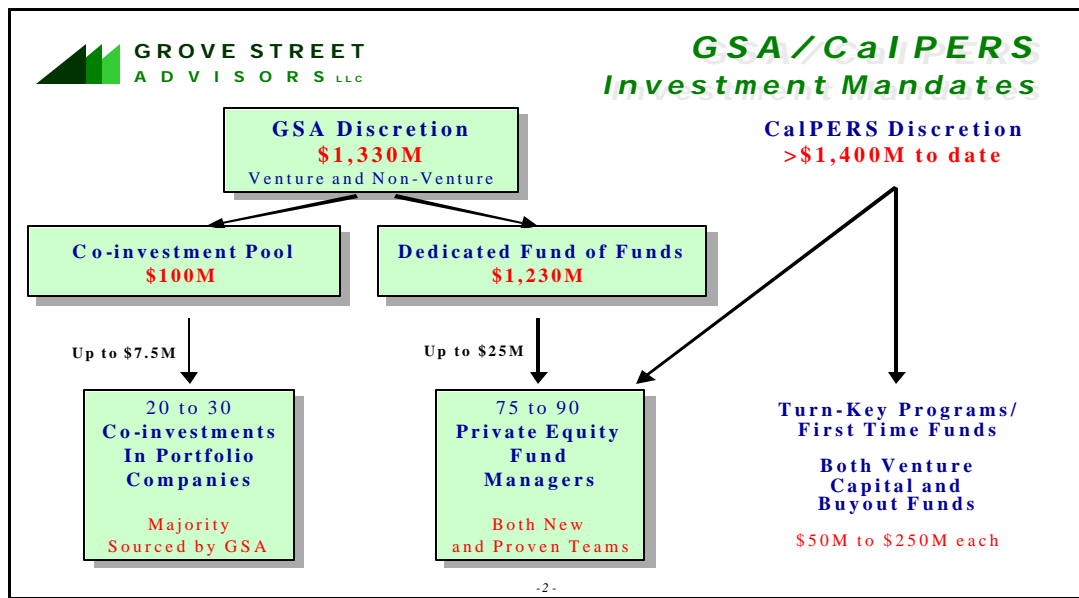 GROVE STREET
ADVISORS LLC
GSA/CalPERS
Investment Mandates
GSA Discretion
$1,330M
Venture and Non-Venture
CalPERS Discretion
>$1,400M to date
Co-investment Pool
$100M
Dedicated Fund of Funds
$1,230M
Up to $7.5M
Up to $25M
20 to 30
Co-investments
In Portfolio
Companies
Majority
Sourced by GSA
75 to 90
Private Equity
Fund
Managers
Both New
and Proven Teams
Turn-Key Programs/
First Time Funds
Both Venture
Capital and
Buyout Funds
$50M to $250M each
-2-